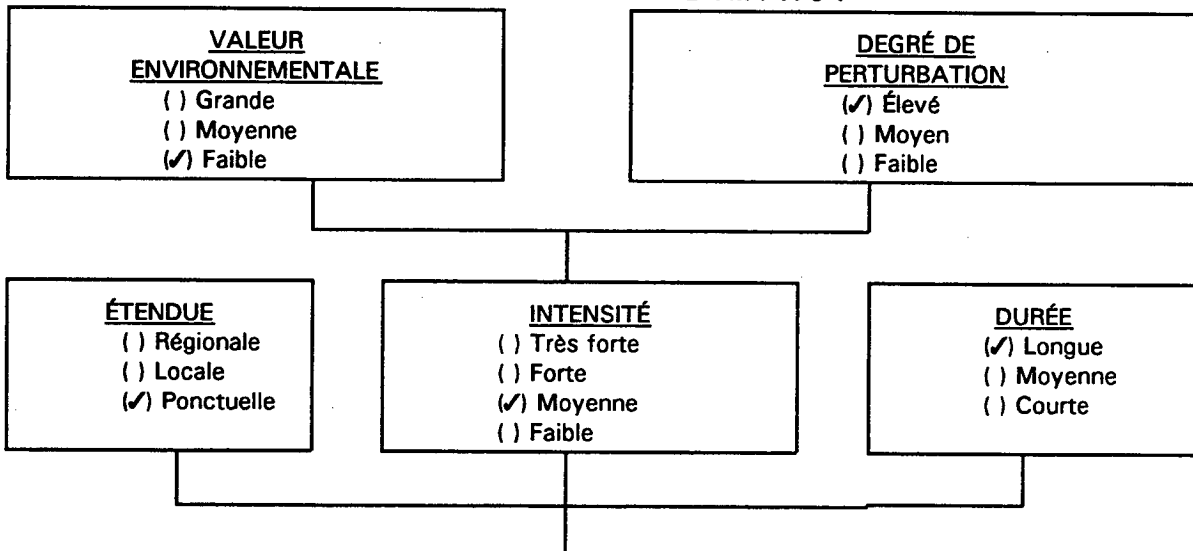 VALEUR
ENVIRONNEMENTALE
( ) Grande
( ) Moyenne
(✓) Faible
DEGRÉ DE
PERTURBATION
(✓) Élevé
( ) Moyen
( ) Faible
ÉTENDUE
( ) Régionale
( ) Locale
(✓) Ponctuelle
INTENSITÉ
( ) Très forte
( ) Forte
(✓) Moyenne
( ) Faible
DURÉE
(✓) Longue
( ) Moyenne
( ) Courte